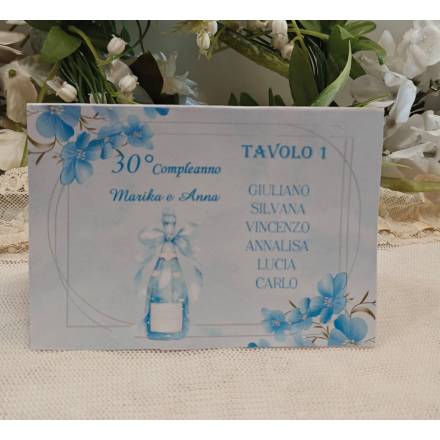 30° Compleanno
Marika e Anna
TAVOLO 1
GIULIANO
SILVANA
VINCENZO
ANNALISA
LUCIA
CARLO